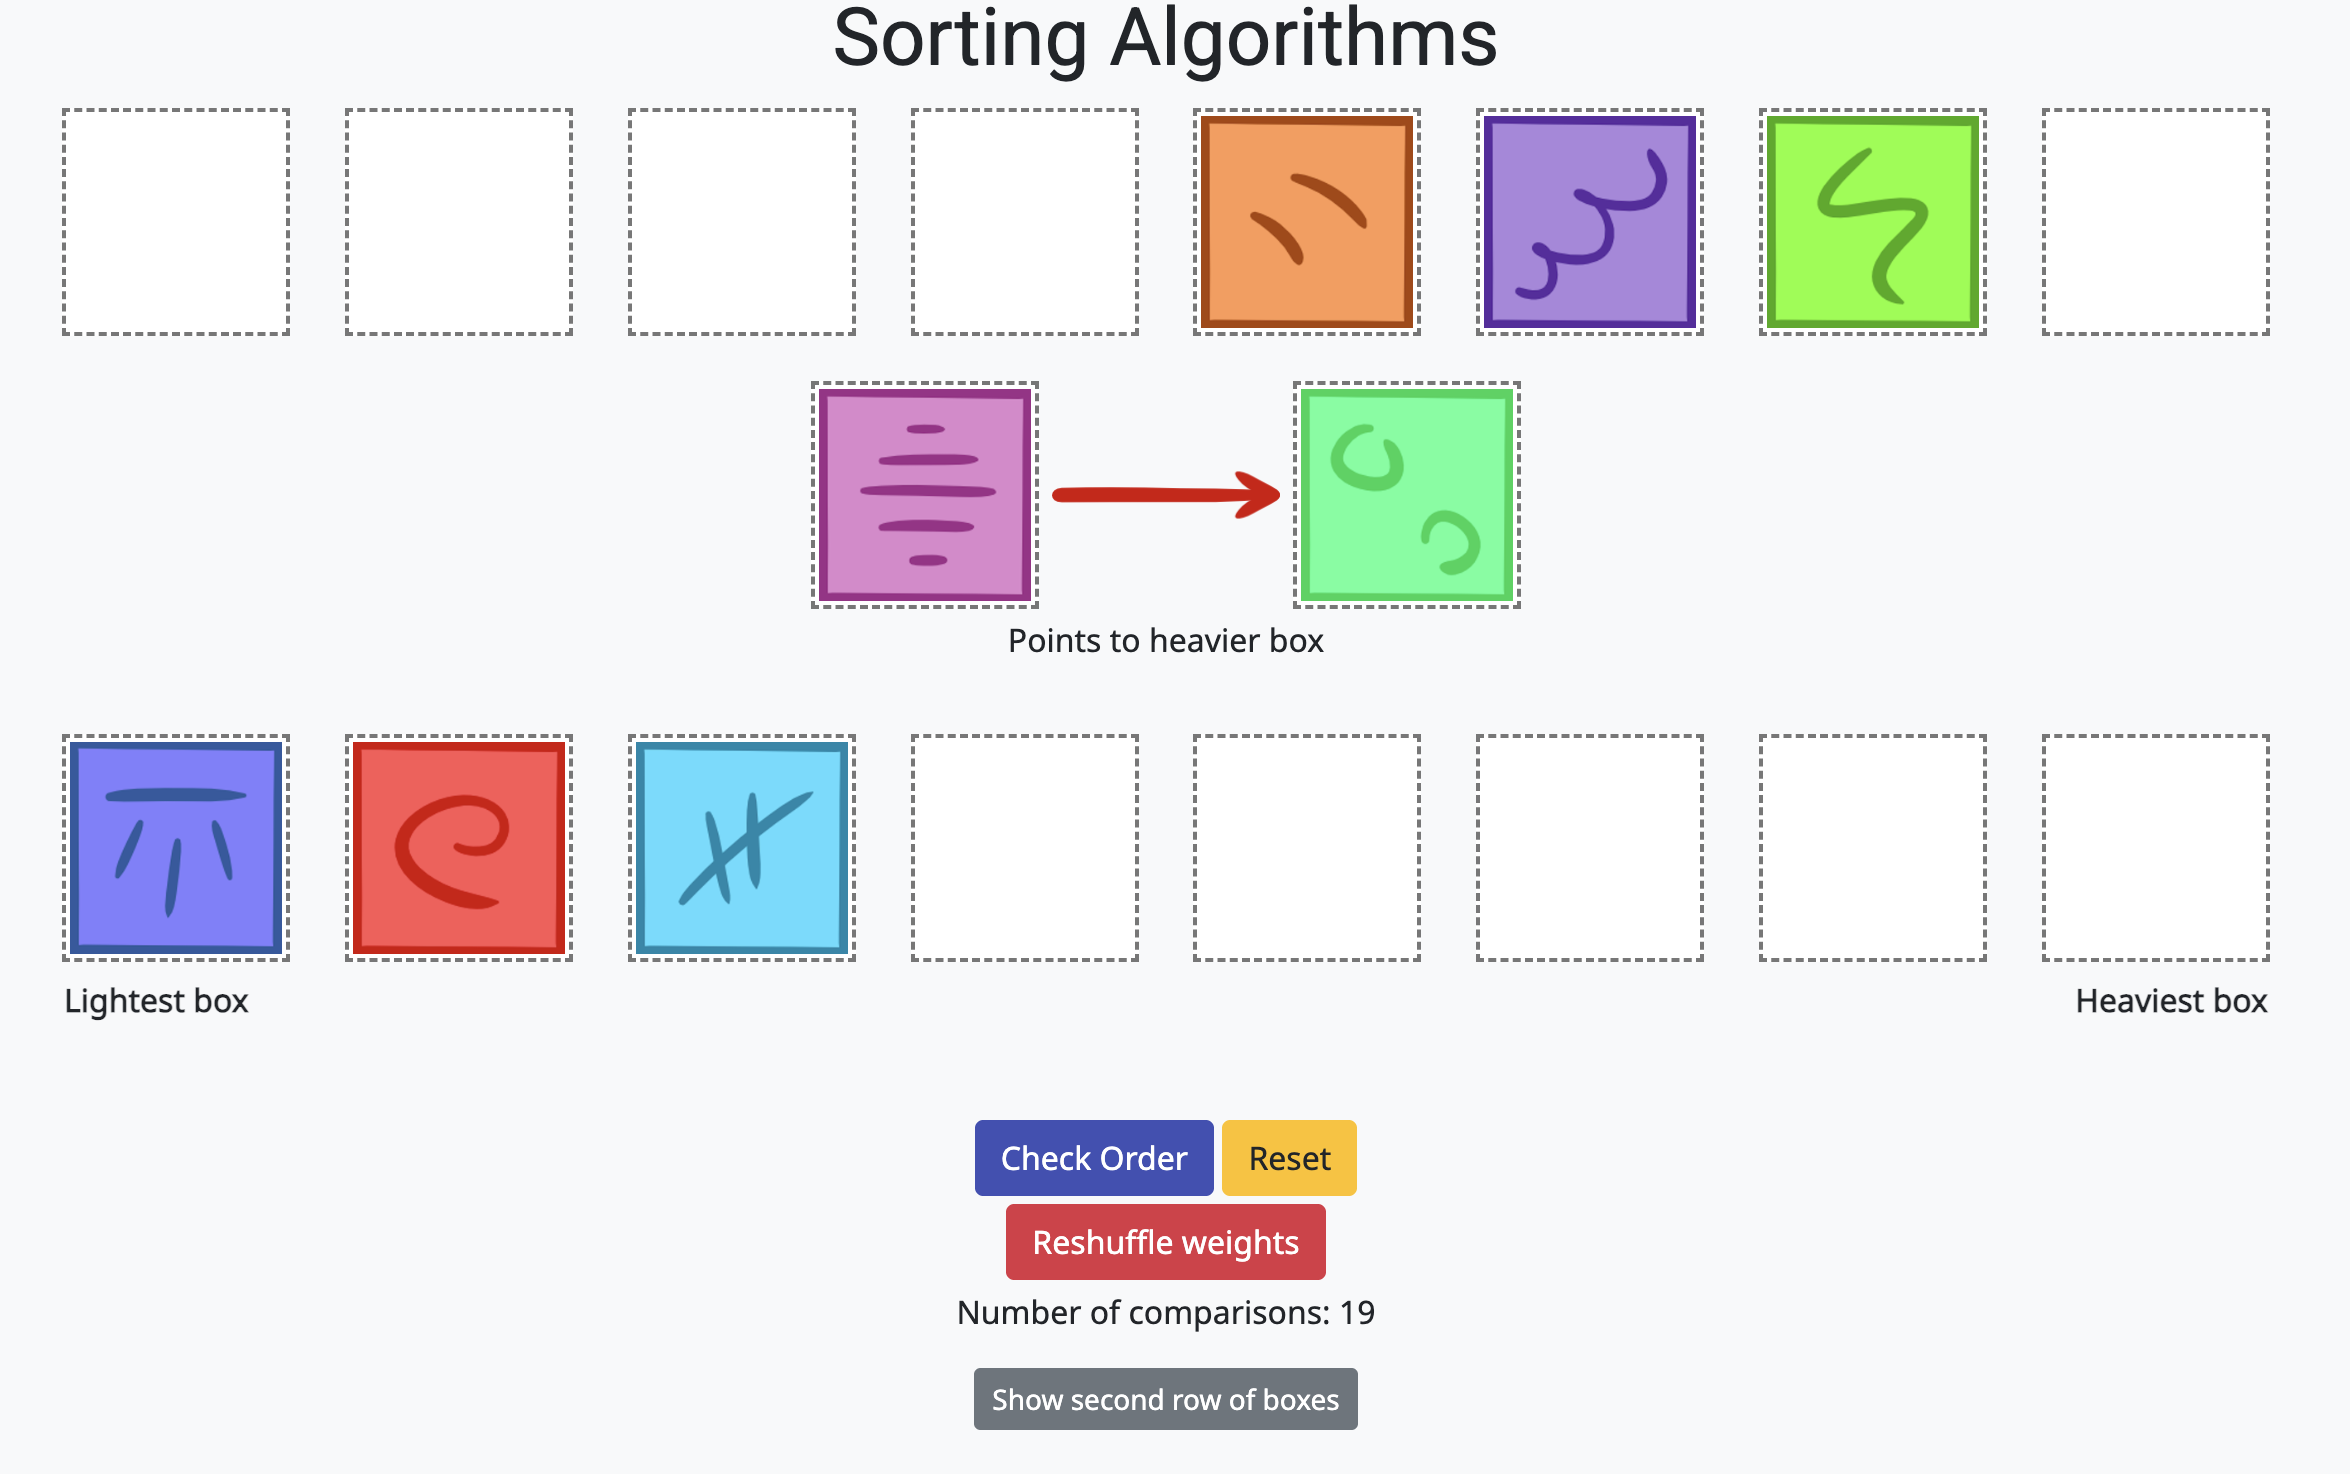 Sorting Algorithms
Points to heavier box
Lightest box
Heaviest box
Check Order
Reset
Reshuffle weights
Number of comparisons: 19
Show second row of boxes